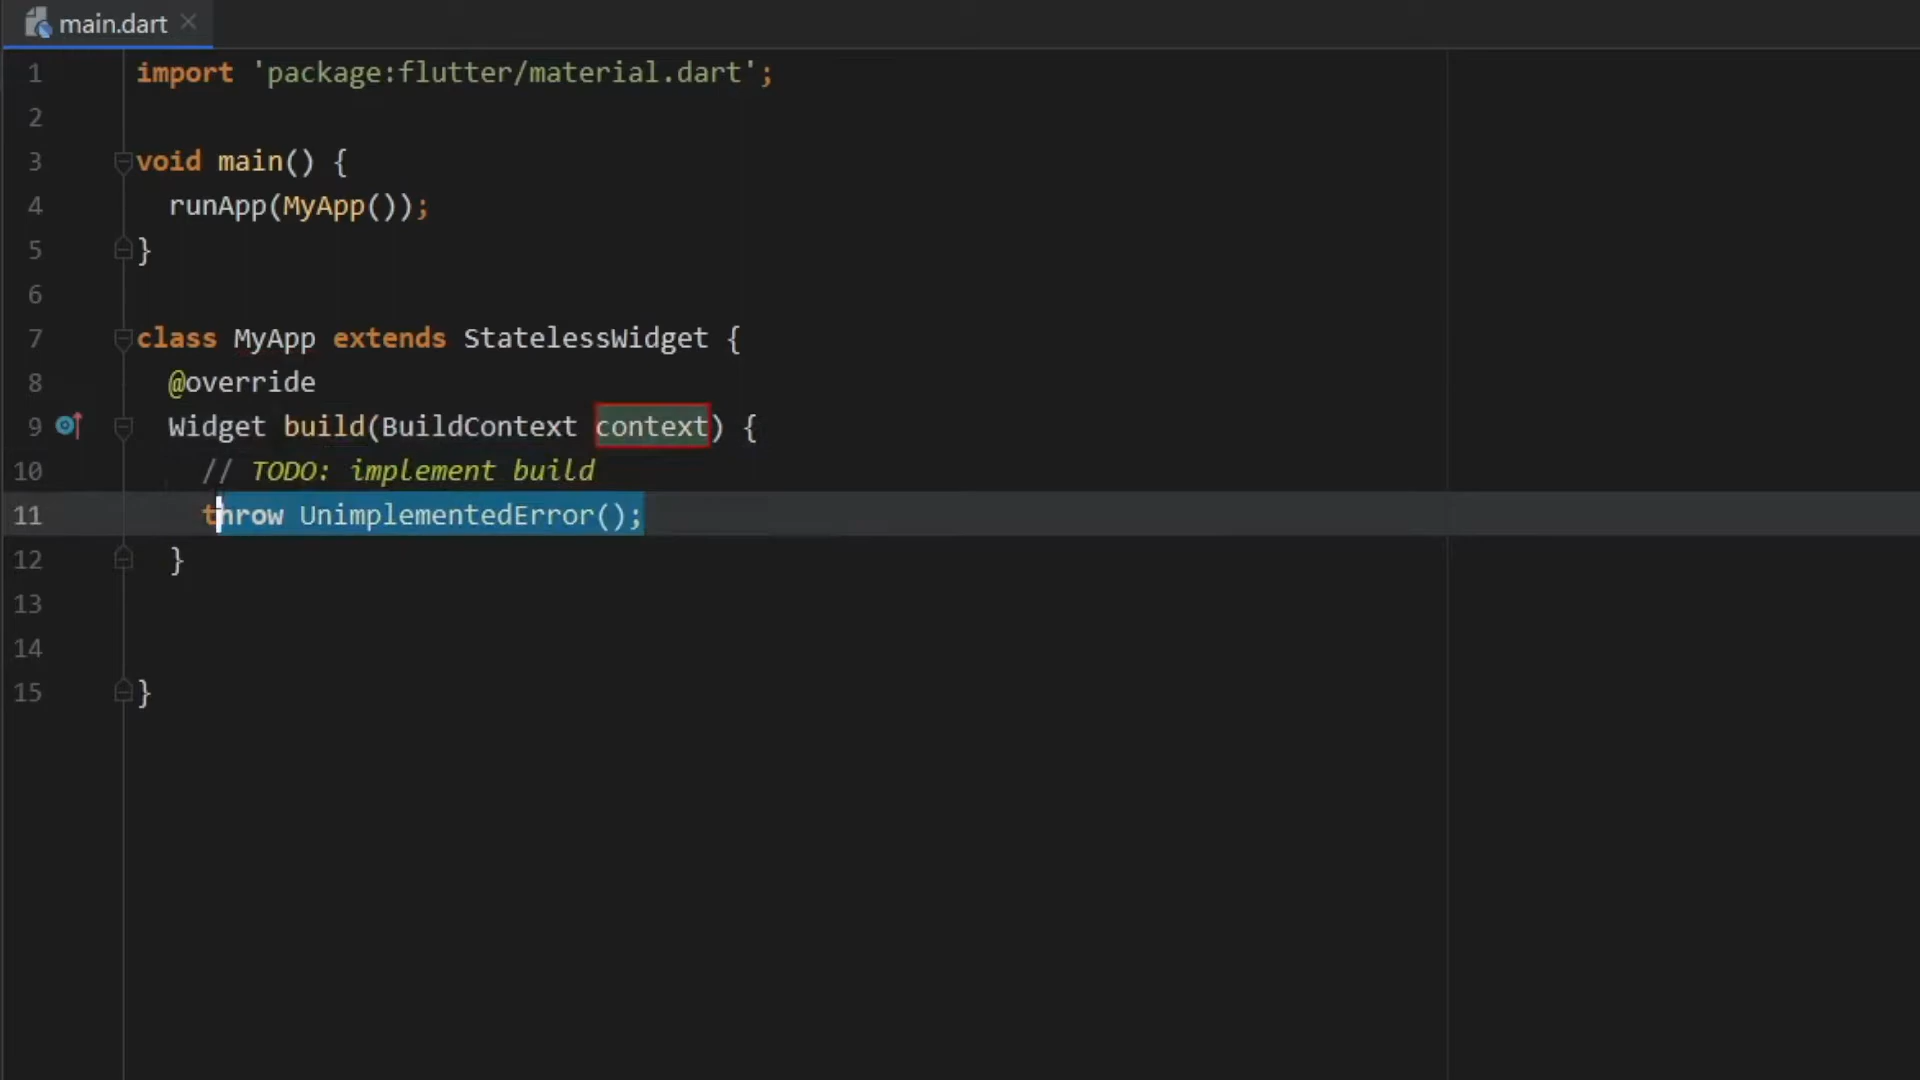 main.dart
1 import 'package:flutter/material.dart';
2
3 void main() {
4 runApp(MyApp());
5 }
6
7 class MyApp extends StatelessWidget {
8 @override
9 Widget build(BuildContext context) {
10 // TODO: implement build
11 throw UnimplementedError();
12 }
13
14
15 }